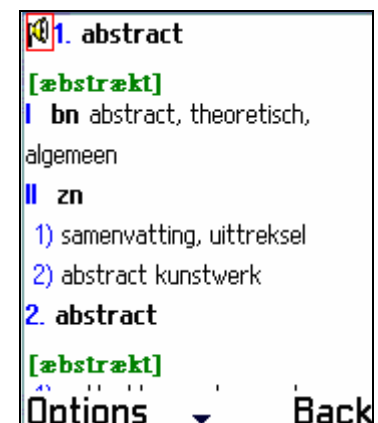 1. abstract
[æbstrækt]
I bn abstract, theoretisch,
algemeen
II zn
1) samenvatting, uittreksel
2) abstract kunstwerk
2. abstract
[æbstrækt]
Options Back